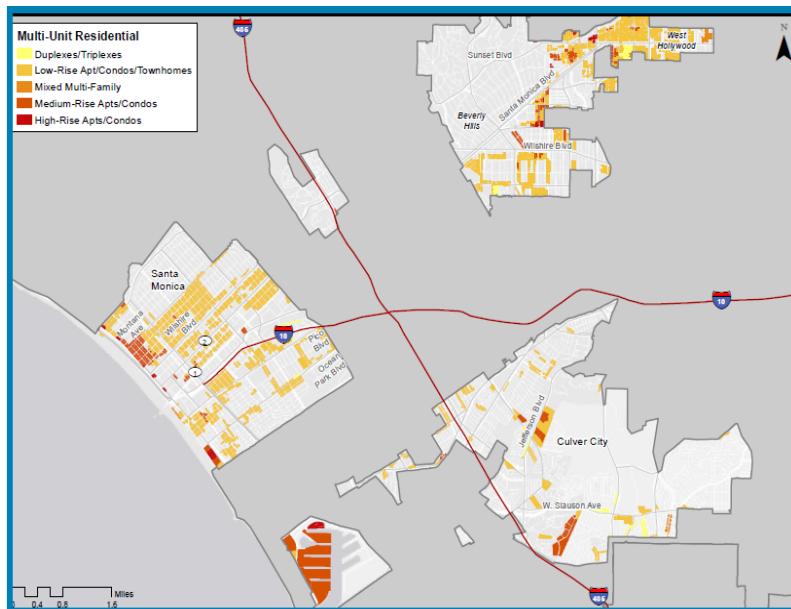 Multi-Unit Residential
Duplexes/Triplexes
Low-Rise Apt/Condos/Townhomes
Mixed Multi-Family
Medium-Rise Apts/Condos
High-Rise Apts/Condos
405
N
West
Hollywood
Sunset Blvd
Santa Monica Blvd
Beverly
Hills
Wilshire Blvd
Santa
Monica
Montana
Ave
Wilshire
Blvd
2
1
10
Pico
Blvd
Ocean
Park Blvd
10
Jefferson Blvd
Culver City
W. Slauson Ave
405
Miles
0 0.4 0.8 1.6